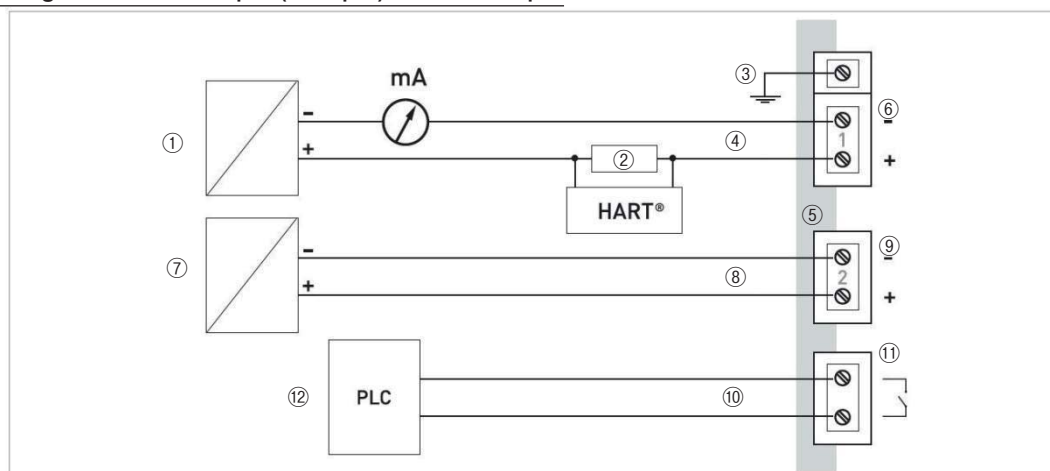 mA
③
⑥
- -
① ④ 1
+ ② +
HART®
⑤
- ⑨
-
⑦ ⑧ 2
+ +
⑪
⑫ PLC ⑩